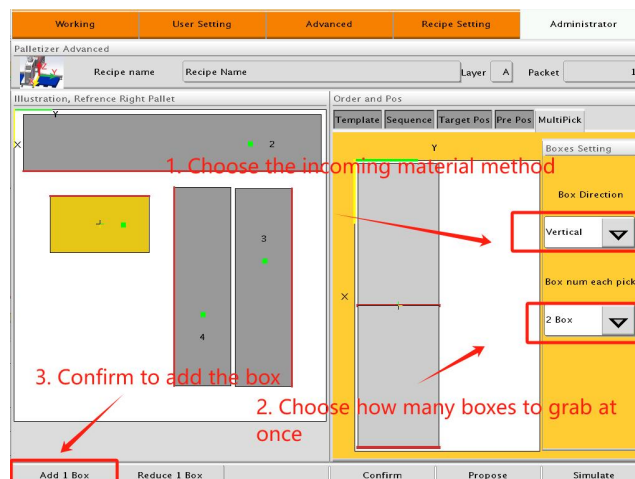 Working User Setting Advanced Recipe Setting Administrator
Palletizer Advanced
Recipe name Recipe Name Layer A Packet 1
Illustration, Refrence Right Pallet
Order and Pos
Template Sequence Target Pos Pre Pos MultiPick
Y
X
2
3
4
Y
X
Boxes Setting
Box Direction
Vertical
Box num each pick
2 Box
1. Choose the incoming material method
2. Choose how many boxes to grab at
once
3. Confirm to add the box
Add 1 Box Reduce 1 Box Confirm Propose Simulate